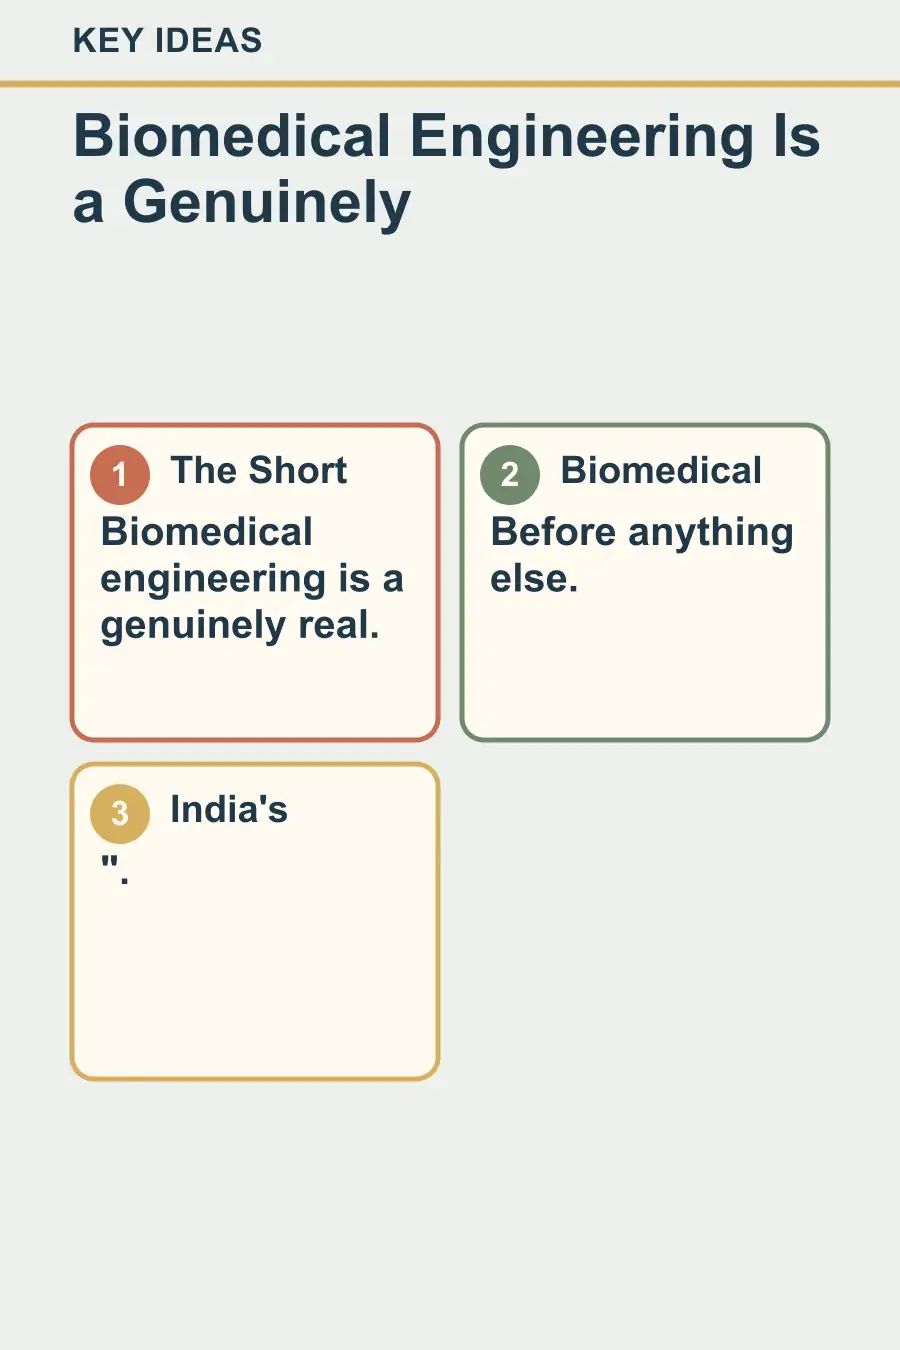 KEY IDEAS
Biomedical Engineering Is
a Genuinely
1 The Short
Biomedical
engineering is a
genuinely real.
2 Biomedical
Before anything
else.
3 India's
".